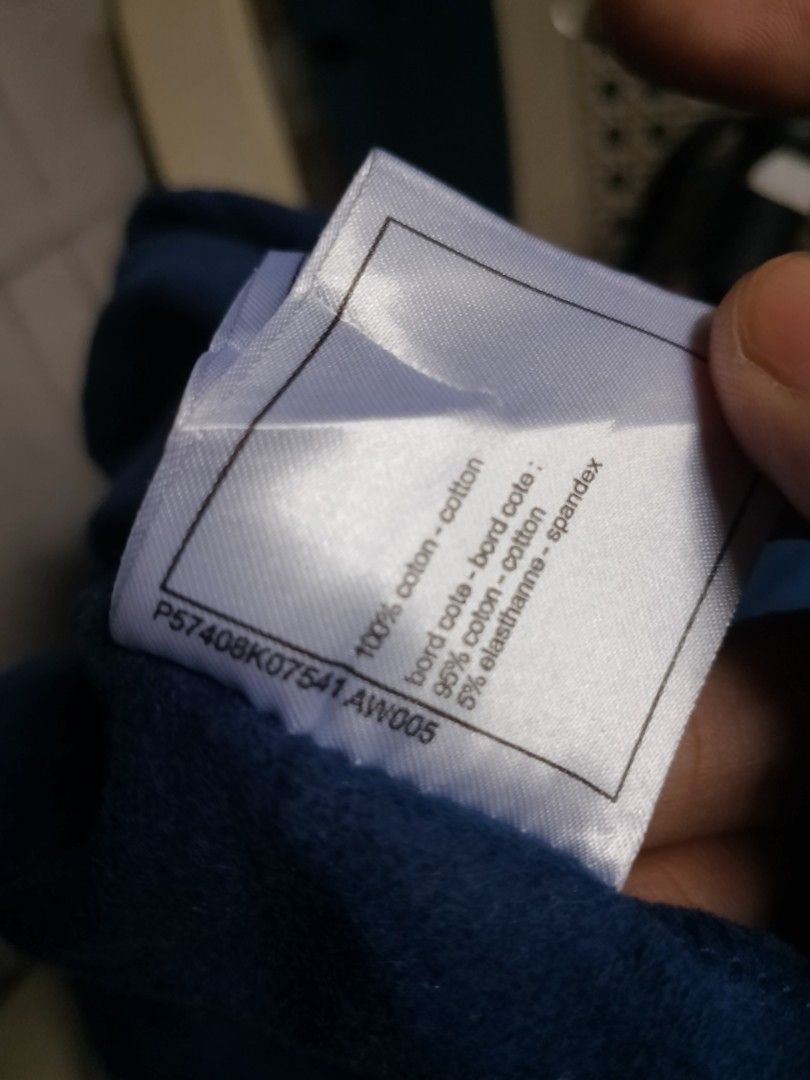 100% coton - cotton
bord cote - bord cote :
95% coton - cotton
5% elasthanne - spandex
P57408K07541 AW005